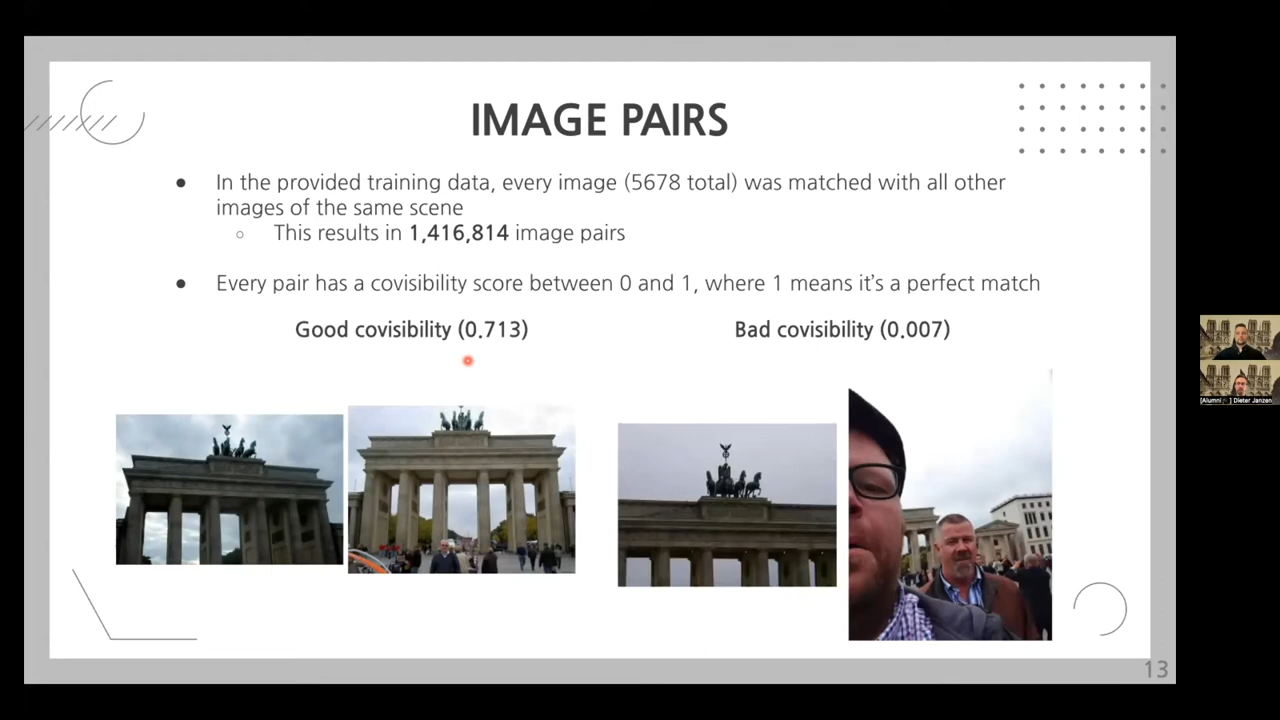 IMAGE PAIRS
● In the provided training data, every image (5678 total) was matched with all other
images of the same scene
○ This results in 1,416,814 image pairs
● Every pair has a covisibility score between 0 and 1, where 1 means it's a perfect match
Good covisibility (0.713)
Bad covisibility (0.007)
[Alumni
] Dieter Janzen
13